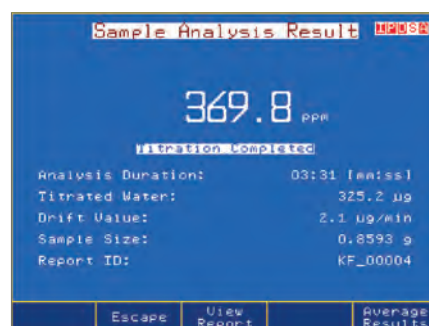 Sample Analysis Result
369.8 ppm
Titration Completed
Analysis Duration: 03:31 [mm:ss]
Titrated Water: 325.2 µg
Drift Value: 2.1 µg/min
Sample Size: 0.8593 g
Report ID: KF_00004
Escape
View Report
Average Results